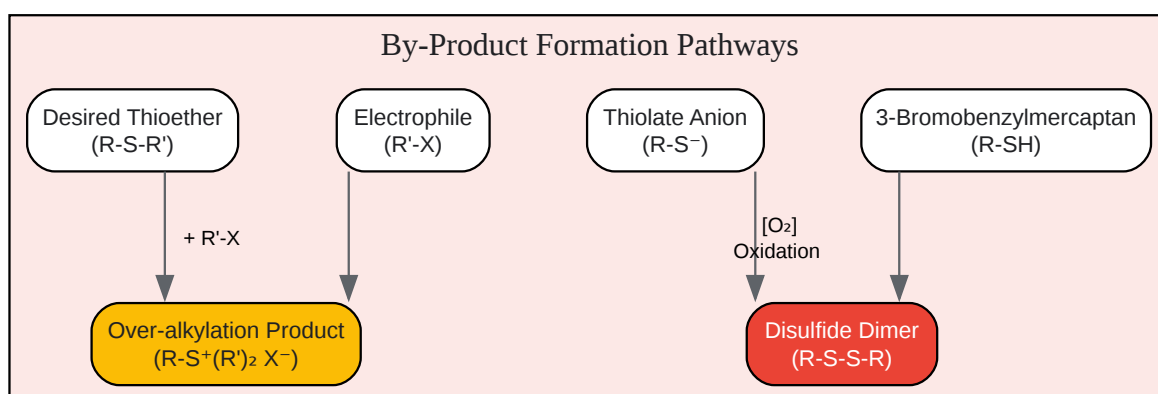 By-Product Formation Pathways
Desired Thioether
(R-S-R')
Electrophile
(R'-X)
Thiolate Anion
(R-S⁻)
3-Bromobenzylmercaptan
(R-SH)
+ R'-X
[O₂]
Oxidation
Over-alkylation Product
(R-S⁺(R')₂ X⁻)
Disulfide Dimer
(R-S-S-R)